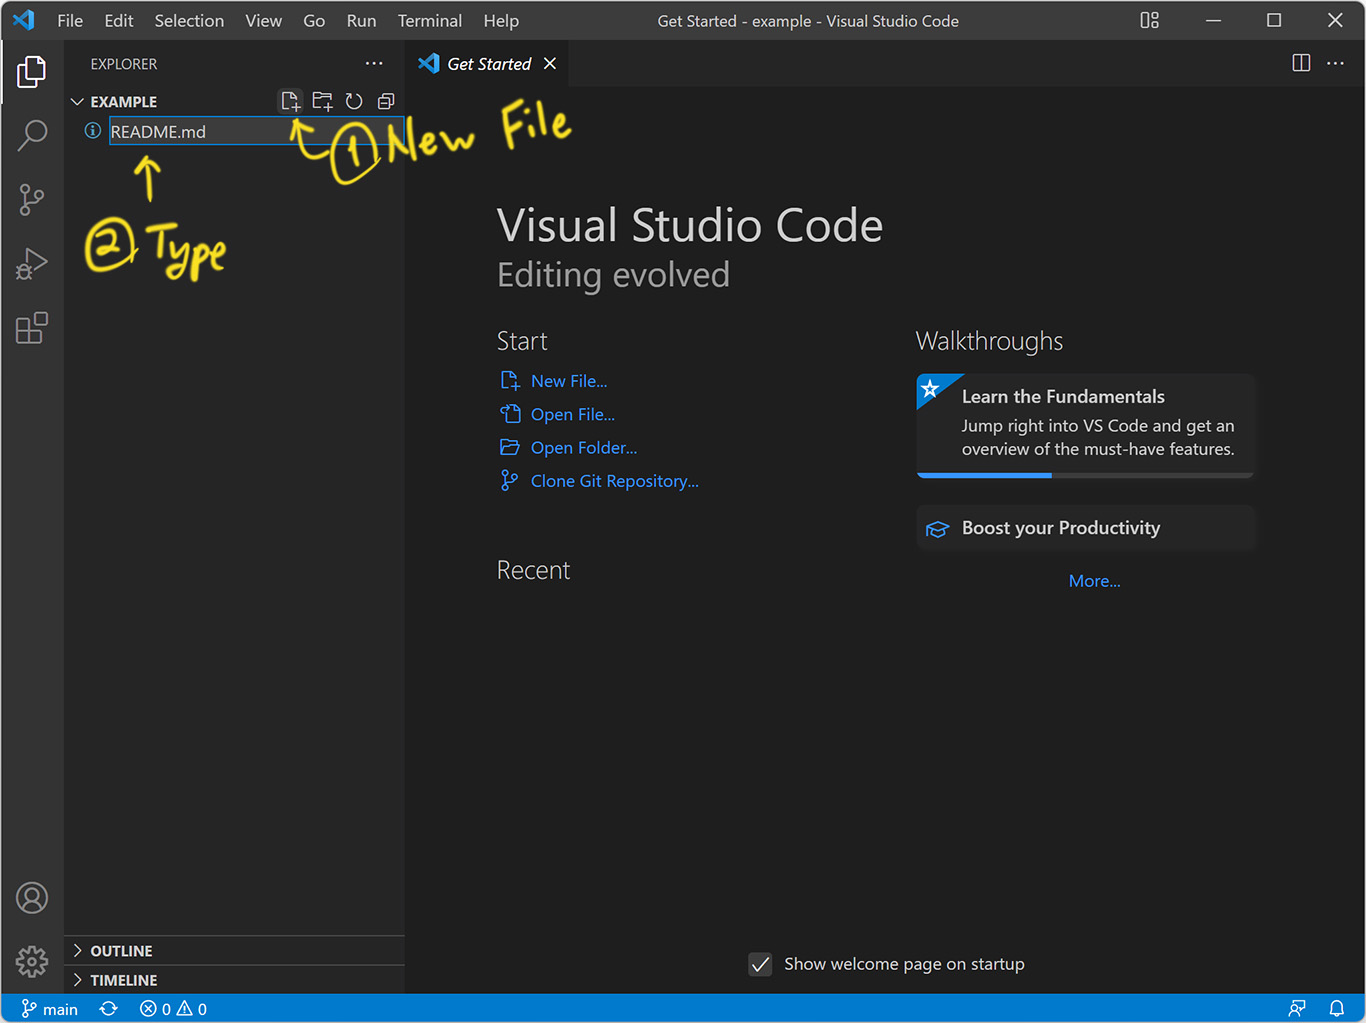 File Edit Selection View Go Run Terminal Help Get Started - example - Visual Studio Code
EXPLORER ... Get Started
EXAMPLE
README.md
① New File
② Type
Visual Studio Code
Editing evolved
Start
New File...
Open File...
Open Folder...
Clone Git Repository...
Recent
Walkthroughs
Learn the Fundamentals
Jump right into VS Code and get an
overview of the must-have features.
Boost your Productivity
More...
Show welcome page on startup
OUTLINE
TIMELINE
main 0 0